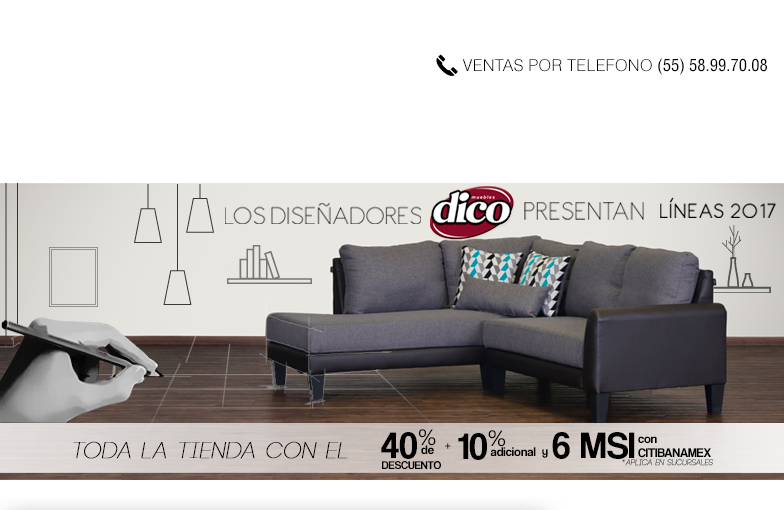 VENTAS POR TELEFONO (55) 58.99.70.08
LOS DISEÑADORES muebles dico PRESENTAN LÍNEAS 2017
TODA LA TIENDA CON EL 40% de DESCUENTO + 10% adicional y 6 MSI con CITIBANAMEX
*APLICA EN SUCURSALES